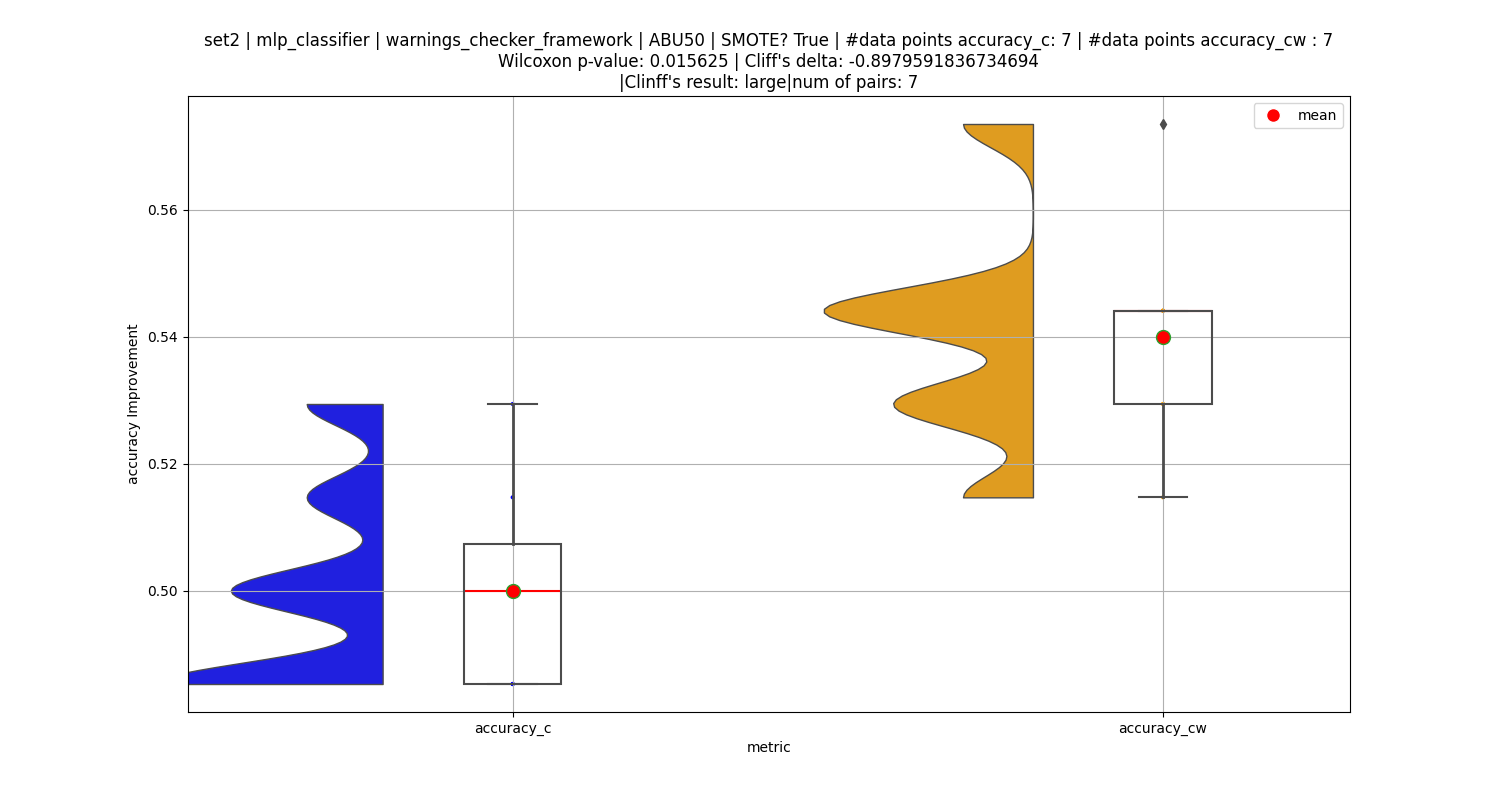 set2 | mlp_classifier | warnings_checker_framework | ABU50 | SMOTE? True | #data points accuracy_c: 7 | #data points accuracy_cw : 7
Wilcoxon p-value: 0.015625 | Cliff's delta: -0.8979591836734694
|Clinff's result: large|num of pairs: 7
mean
0.56
0.54
0.52
0.50
accuracy Improvement
accuracy_c
accuracy_cw
metric